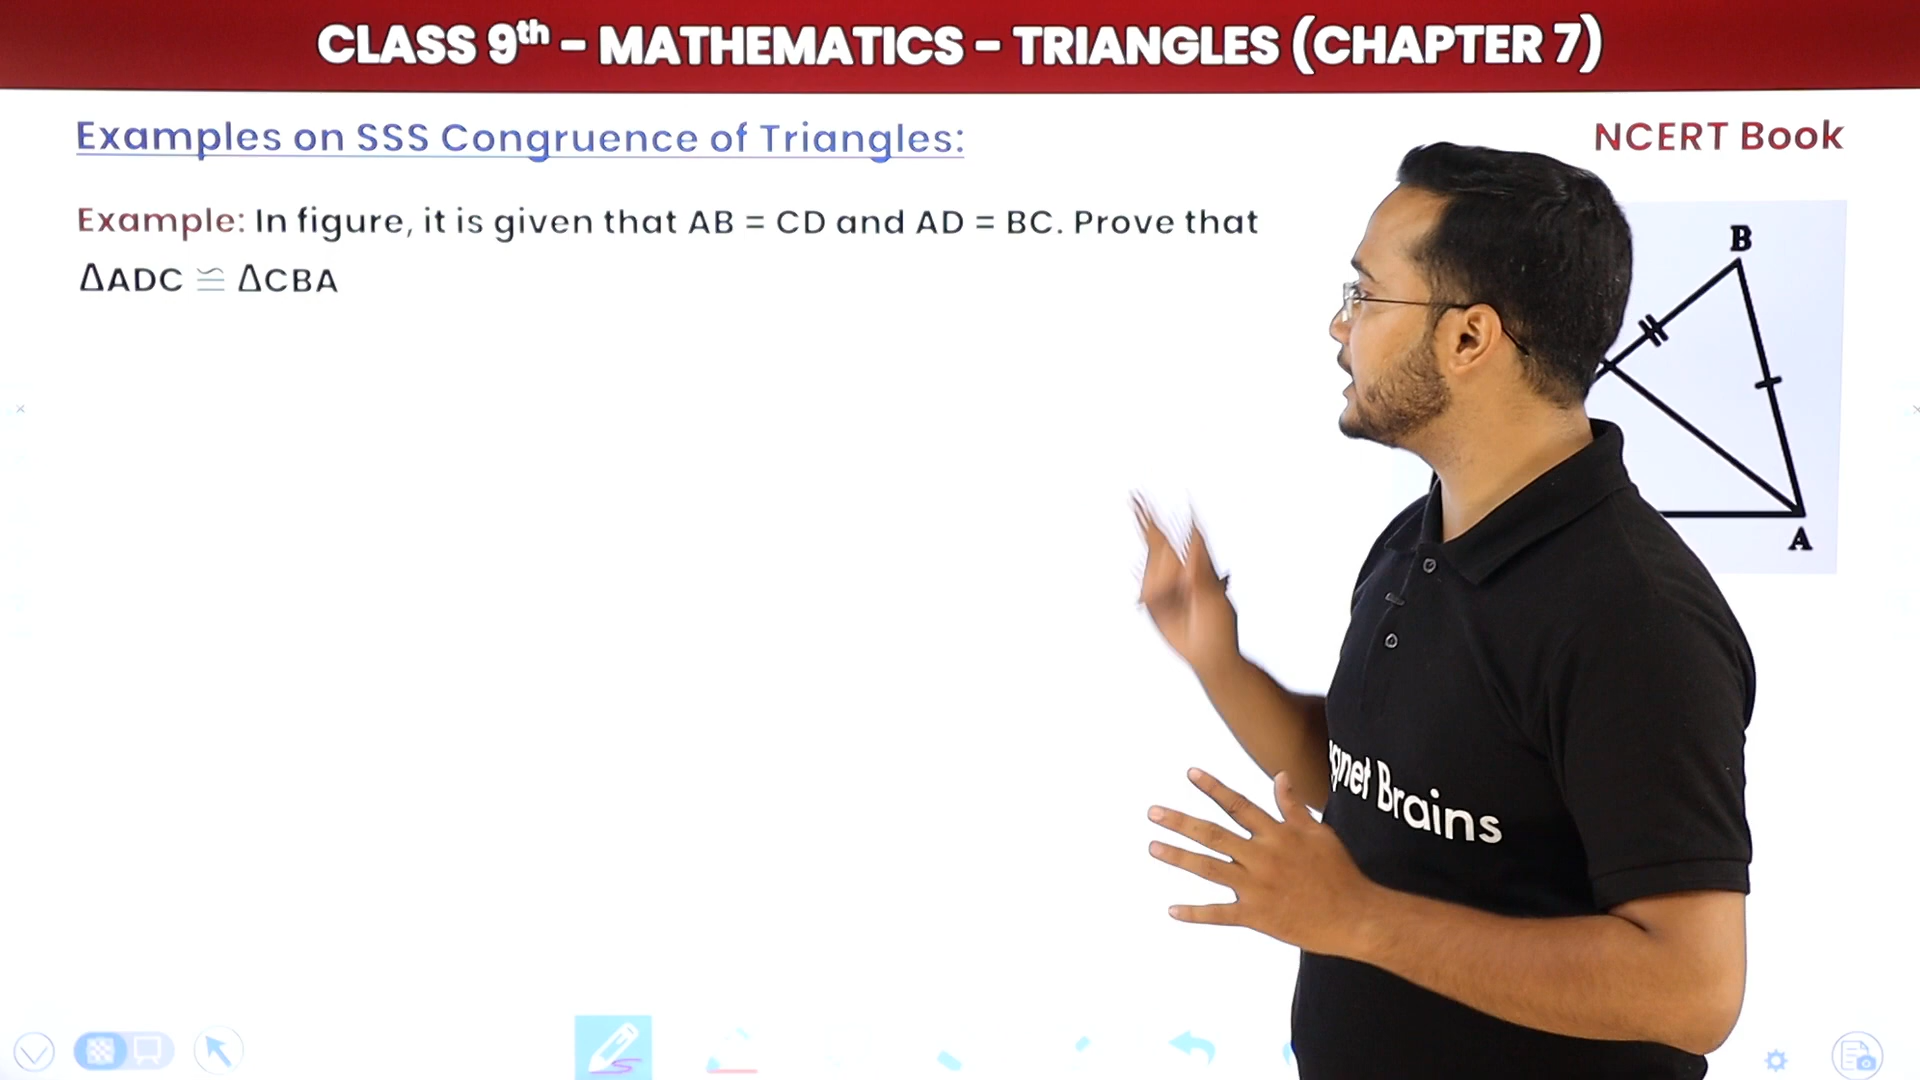 CLASS 9th - MATHEMATICS - TRIANGLES (CHAPTER 7)
Examples on SSS Congruence of Triangles:
NCERT Book
Example: In figure, it is given that AB = CD and AD = BC. Prove that
ΔADC ≅ ΔCBA
B
A
Brains